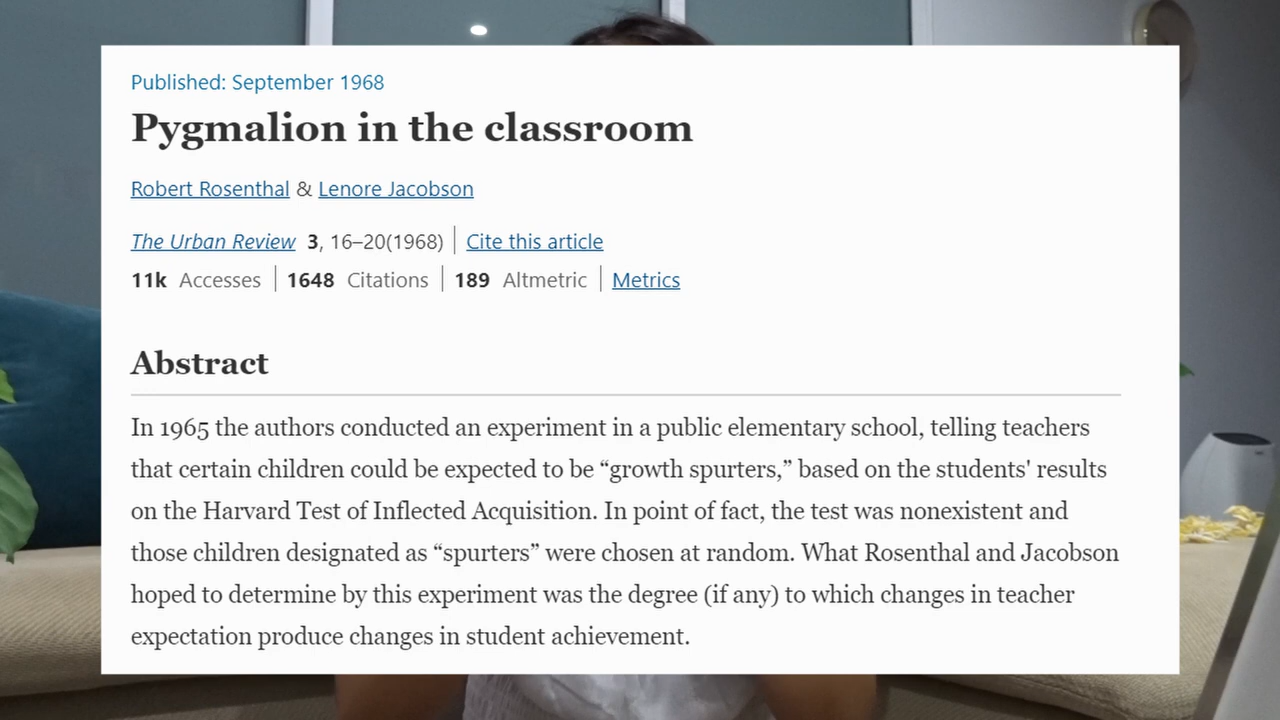 Published: September 1968
Pygmalion in the classroom
Robert Rosenthal & Lenore Jacobson
The Urban Review 3, 16–20(1968) | Cite this article
11k Accesses | 1648 Citations | 189 Altmetric | Metrics
Abstract
In 1965 the authors conducted an experiment in a public elementary school, telling teachers
that certain children could be expected to be “growth spurters,” based on the students' results
on the Harvard Test of Inflected Acquisition. In point of fact, the test was nonexistent and
those children designated as “spurters” were chosen at random. What Rosenthal and Jacobson
hoped to determine by this experiment was the degree (if any) to which changes in teacher
expectation produce changes in student achievement.